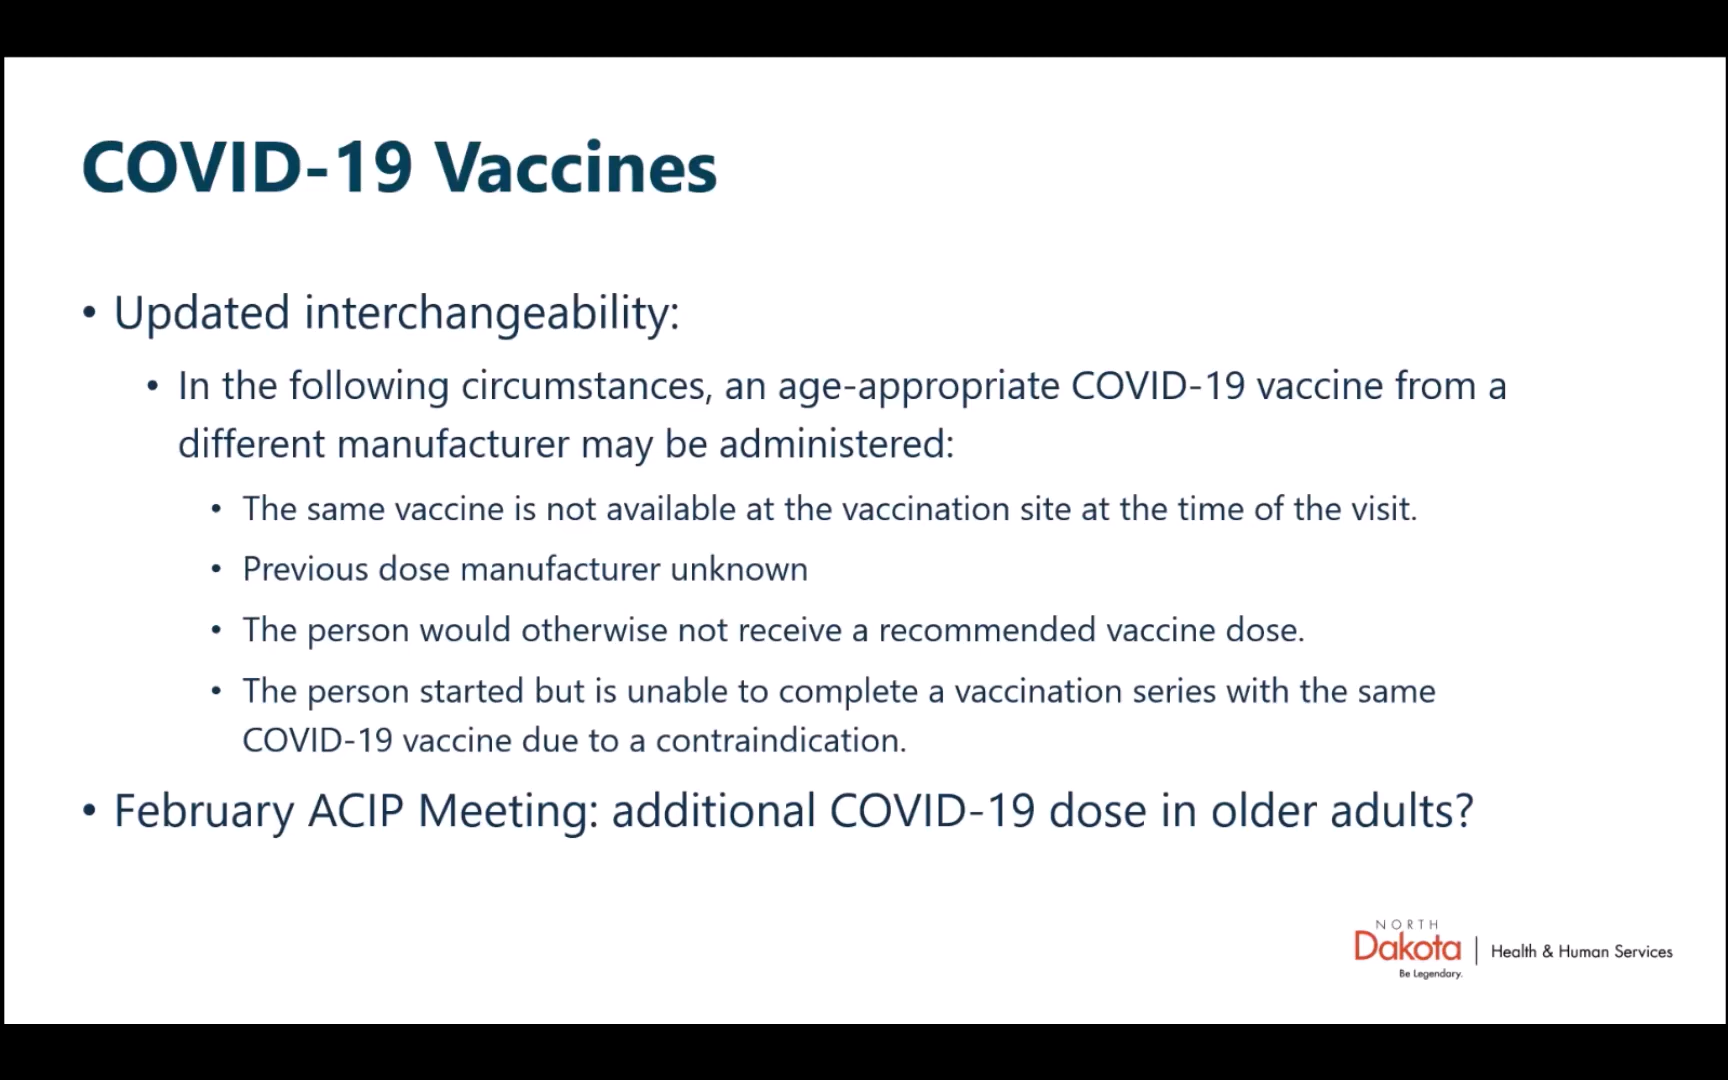 COVID-19 Vaccines
• Updated interchangeability:
• In the following circumstances, an age-appropriate COVID-19 vaccine from a
different manufacturer may be administered:
• The same vaccine is not available at the vaccination site at the time of the visit.
• Previous dose manufacturer unknown
• The person would otherwise not receive a recommended vaccine dose.
• The person started but is unable to complete a vaccination series with the same
COVID-19 vaccine due to a contraindication.
• February ACIP Meeting: additional COVID-19 dose in older adults?
NORTH
Dakota | Health & Human Services
Be Legendary.